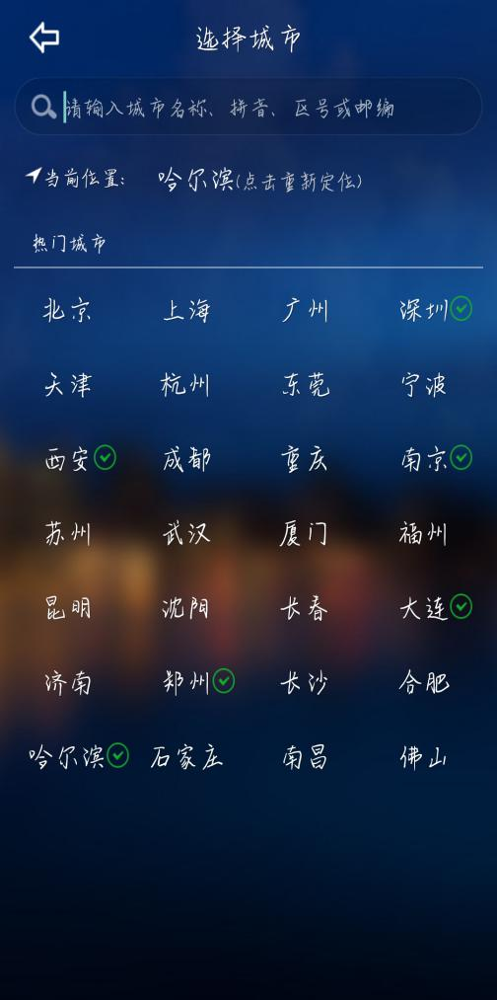 选择城市
请输入城市名称、拼音、区号或邮编
当前位置： 哈尔滨(点击重新定位)
热门城市
北京 上海 广州 深圳
天津 杭州 东莞 宁波
西安 成都 重庆 南京
苏州 武汉 厦门 福州
昆明 沈阳 长春 大连
济南 郑州 长沙 合肥
哈尔滨 石家庄 南昌 佛山